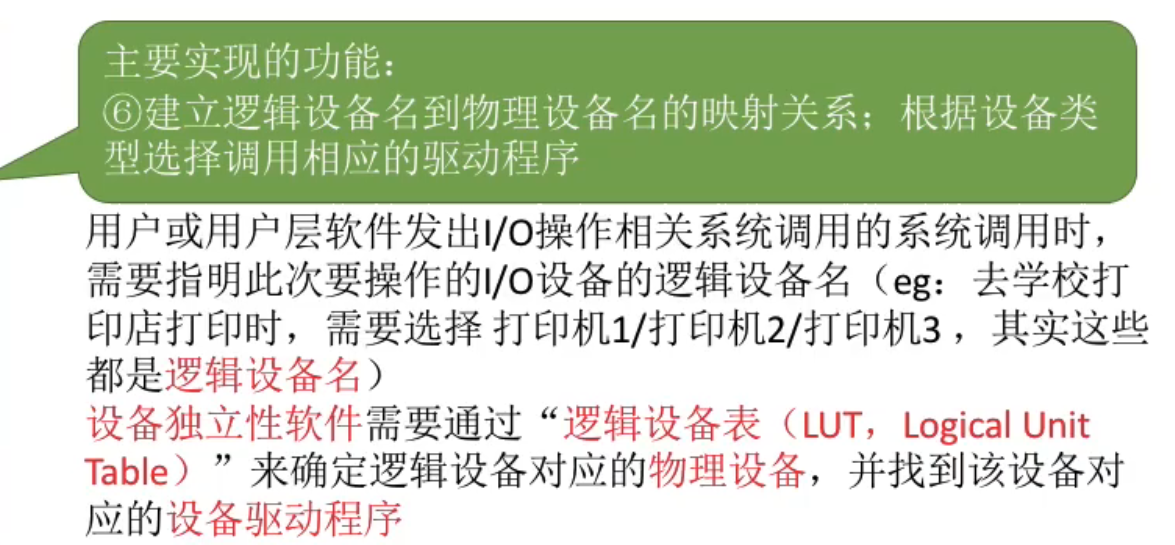 主要实现的功能：
⑥建立逻辑设备名到物理设备名的映射关系；根据设备类
型选择调用相应的驱动程序
用户或用户层软件发出I/O操作相关系统调用的系统调用时，
需要指明此次要操作的I/O设备的逻辑设备名（eg：去学校打
印店打印时，需要选择 打印机1/打印机2/打印机3 ，其实这些
都是逻辑设备名）
设备独立性软件需要通过“逻辑设备表（LUT，Logical Unit
Table）”来确定逻辑设备对应的物理设备，并找到该设备对
应的设备驱动程序